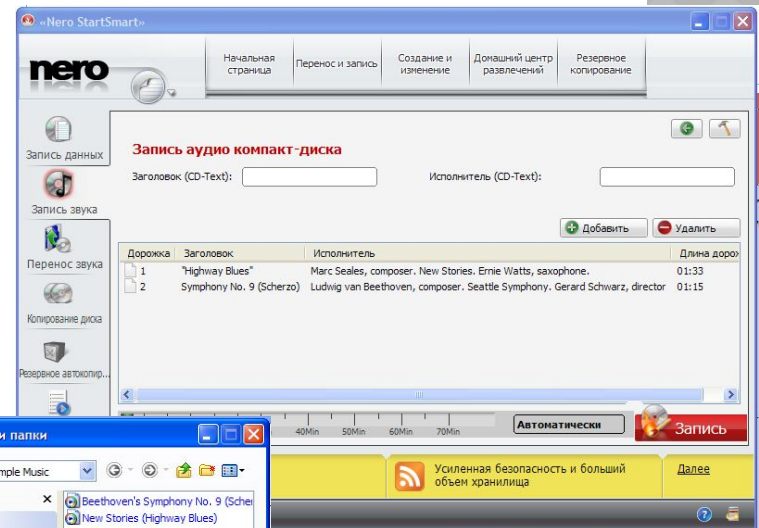 «Nero StartSmart»
nero
Начальная страница
Перенос и запись
Создание и изменение
Домашний центр развлечений
Резервное копирование
Запись данных
Запись звука
Перенос звука
Копирование диска
Резервное автокопир...
Запись аудио компакт-диска
Заголовок (CD-Text):
Исполнитель (CD-Text):
Добавить
Удалить
Дорожка Заголовок Исполнитель Длина дорож
1 "Highway Blues" Marc Seales, composer. New Stories. Ernie Watts, saxophone. 01:33
2 Symphony No. 9 (Scherzo) Ludwig van Beethoven, composer. Seattle Symphony. Gerard Schwarz, director 01:15
40Min 50Min 60Min 70Min
Автоматически
Запись
Усиленная безопасность и больший
объем хранилища
Далее
и папки
mple Music
Beethoven's Symphony No. 9 (Scher
New Stories (Highway Blues)